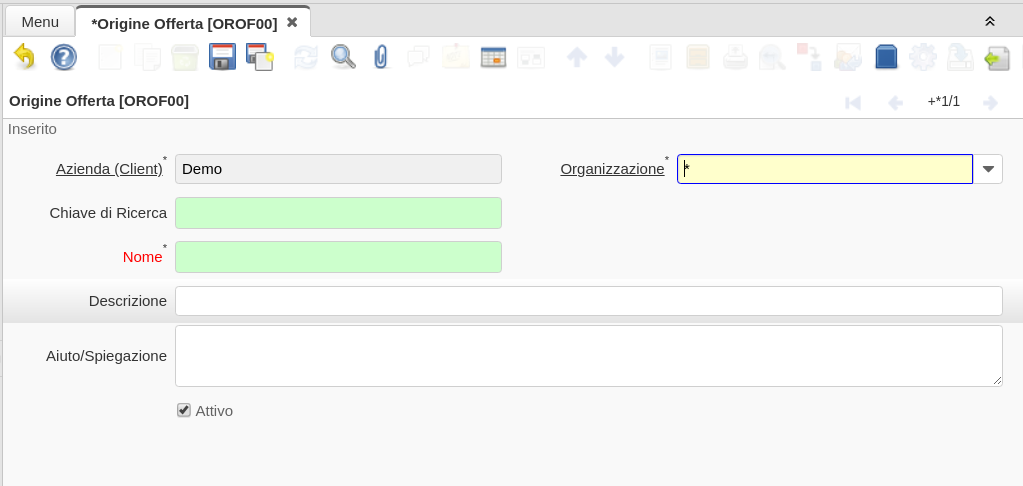 Menu
*Origine Offerta [OROF00]
Origine Offerta [OROF00]
+*1/1
Inserito
Azienda (Client)* Demo
Organizzazione* *
Chiave di Ricerca
Nome*
Descrizione
Aiuto/Spiegazione
Attivo